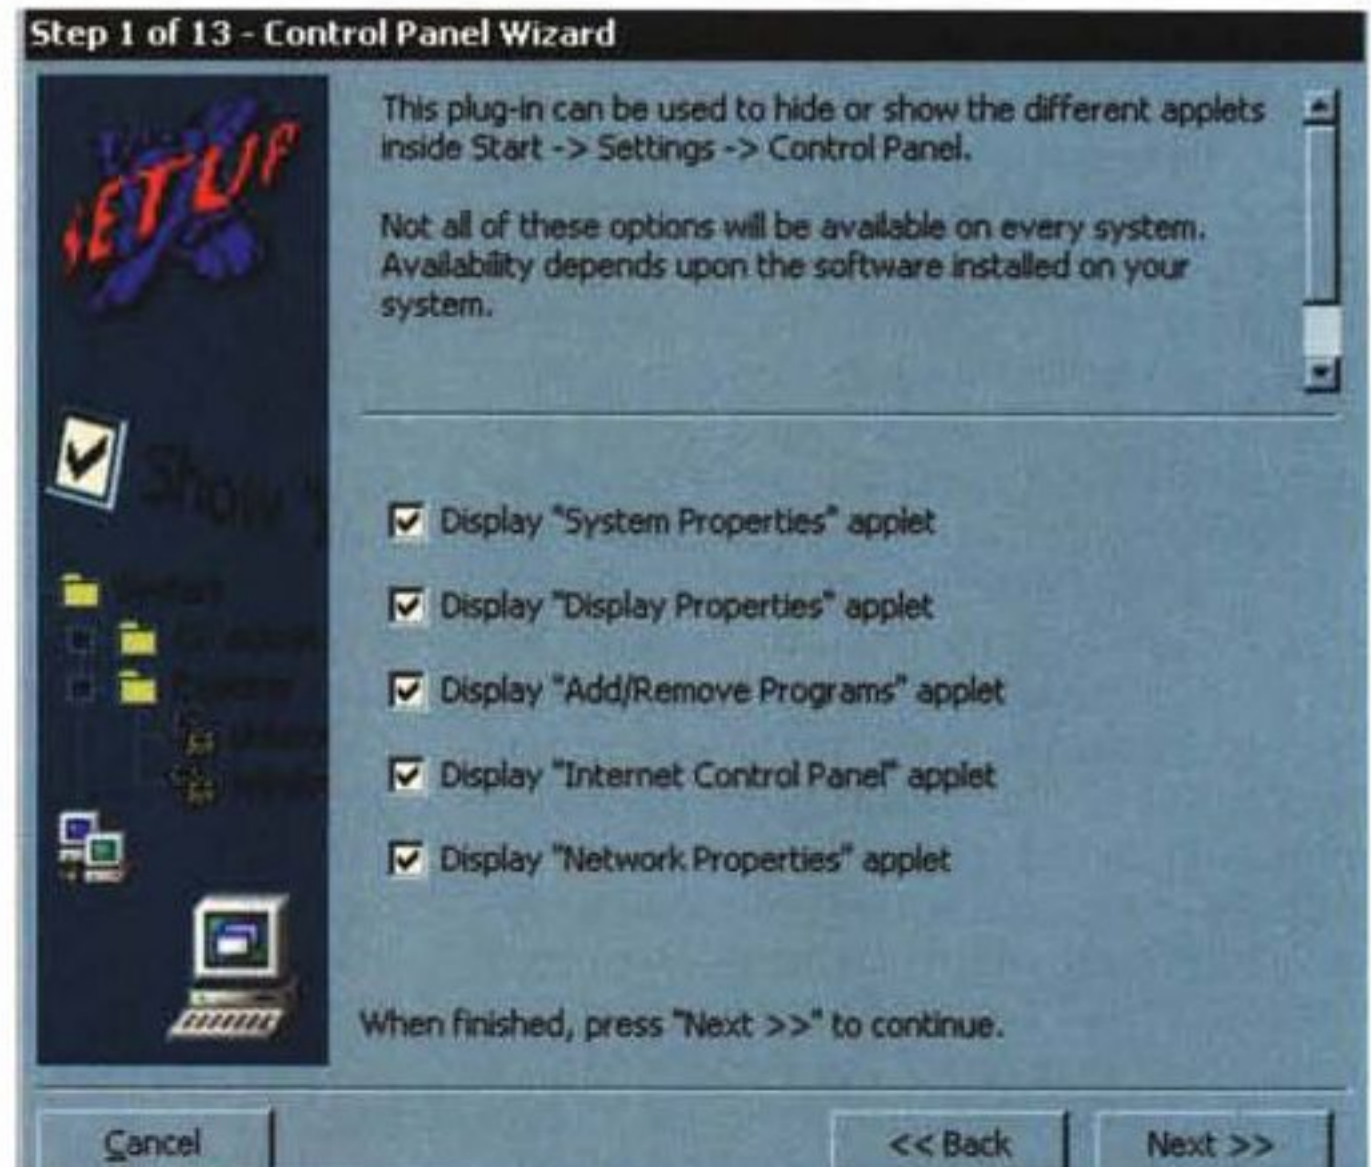 Step 1 of 13 - Control Panel Wizard
This plug-in can be used to hide or show the different applets
inside Start -> Settings -> Control Panel.
Not all of these options will be available on every system.
Availability depends upon the software installed on your
system.
Show
Display "System Properties" applet
Display "Display Properties" applet
Display "Add/Remove Programs" applet
Display "Internet Control Panel" applet
Display "Network Properties" applet
When finished, press "Next >>" to continue.
Cancel
<< Back
Next >>